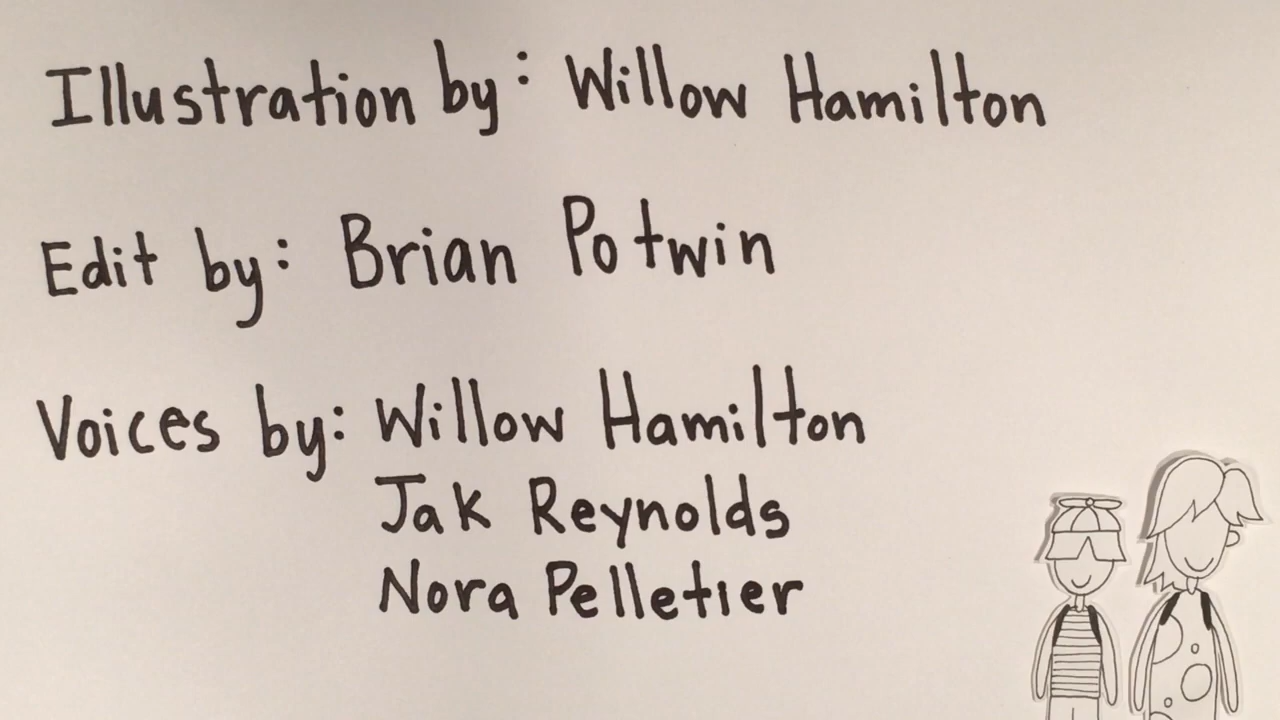 Illustration by: Willow Hamilton
Edit by: Brian Potwin
Voices by: Willow Hamilton
Jak Reynolds
Nora Pelletier